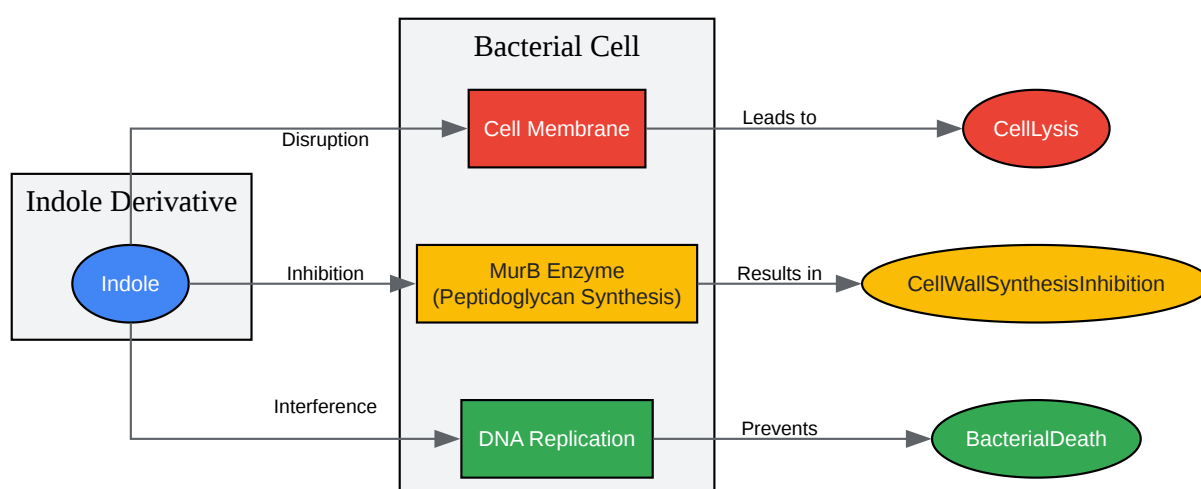 Bacterial Cell
Disruption
Cell Membrane
Leads to
CellLysis
Indole Derivative
Indole
Inhibition
MurB Enzyme
(Peptidoglycan Synthesis)
Results in
CellWallSynthesisInhibition
Interference
DNA Replication
Prevents
BacterialDeath